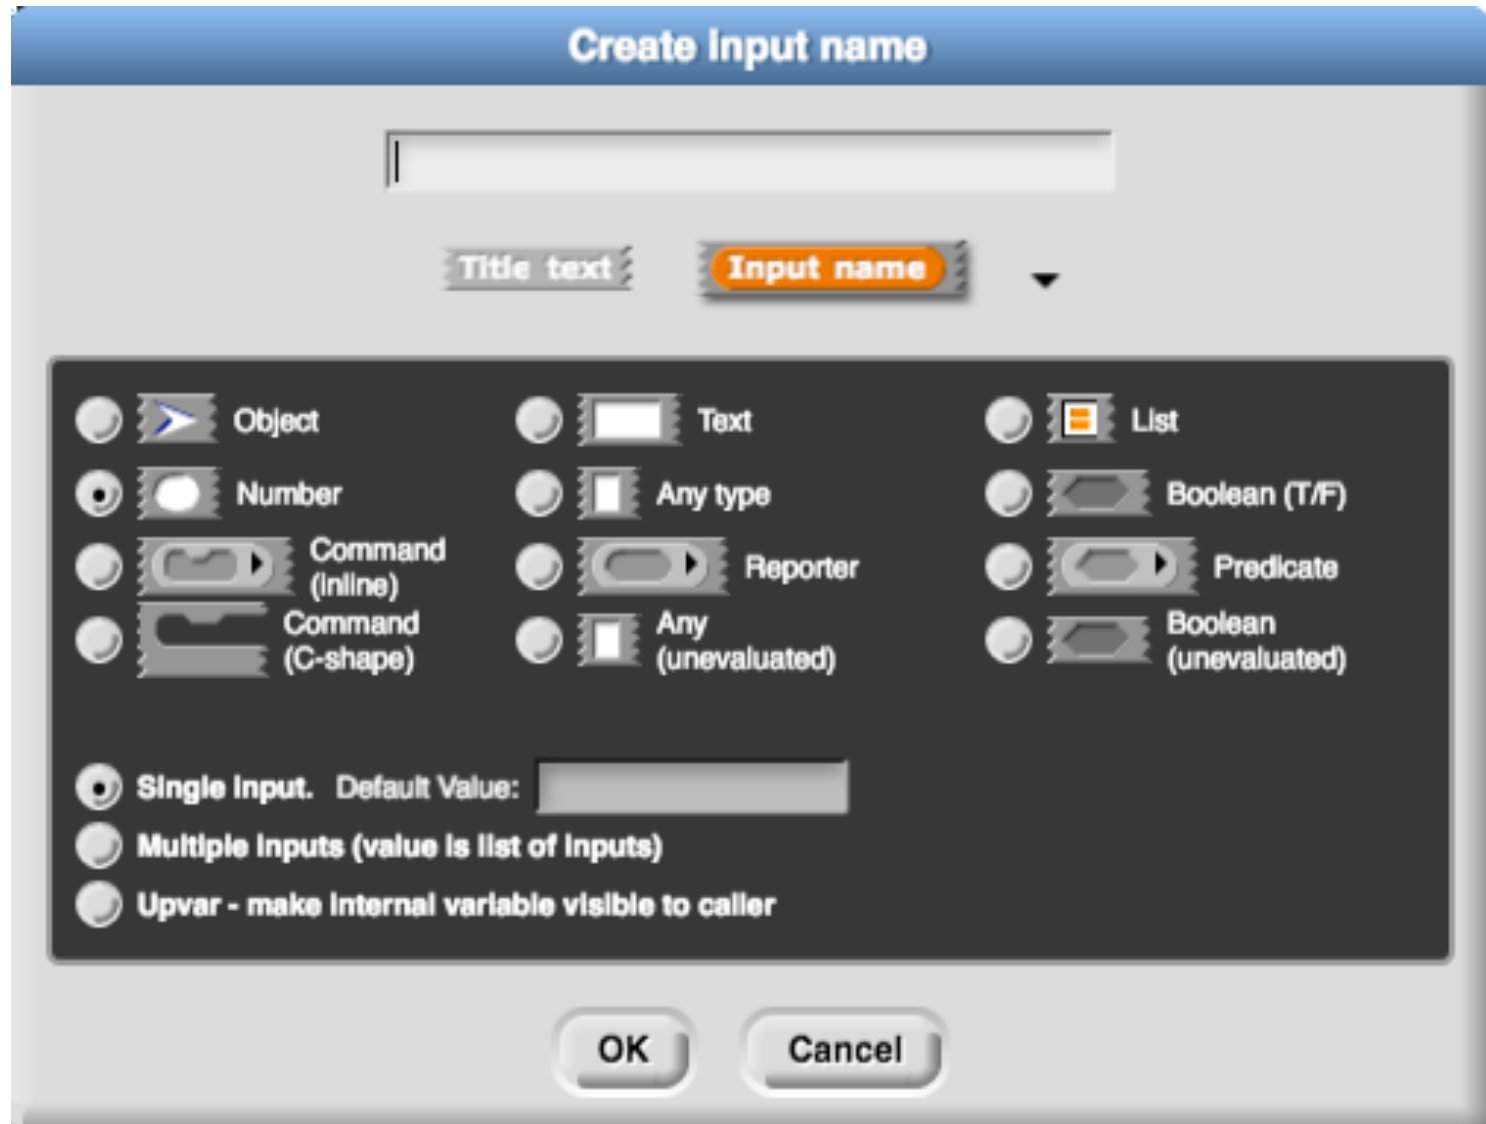 Create input name
Title text Input name
Object Text List
Number Any type Boolean (T/F)
Command (inline) Reporter Predicate
Command (C-shape) Any (unevaluated) Boolean (unevaluated)
Single input. Default Value:
Multiple inputs (value is list of inputs)
Upvar - make internal variable visible to caller
OK Cancel